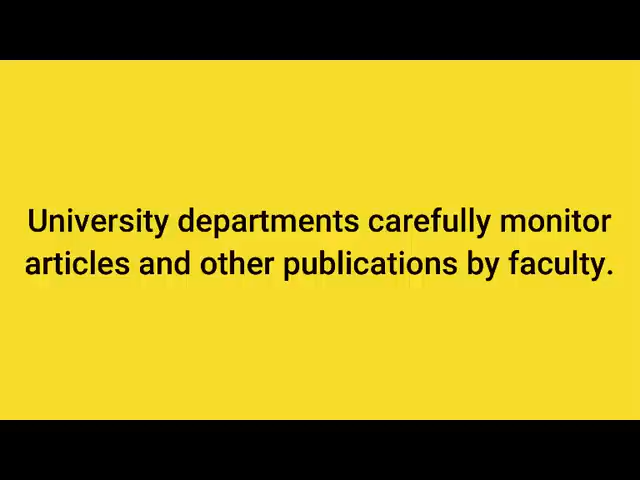 University departments carefully monitor
articles and other publications by faculty.